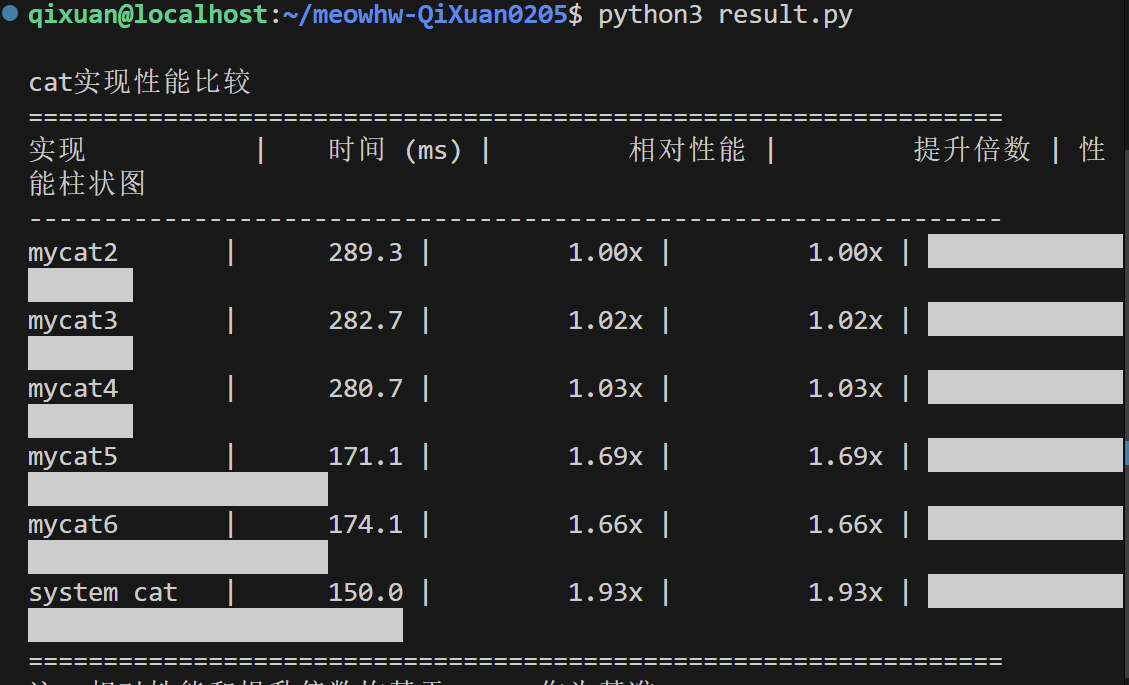 qixuan@localhost:~/meowhw-QiXuan0205$ python3 result.py
cat实现性能比较
=================================================================
实现 | 时间 (ms) | 相对性能 | 提升倍数 | 性
能柱状图
-----------------------------------------------------------------
mycat2 | 289.3 | 1.00x | 1.00x |
mycat3 | 282.7 | 1.02x | 1.02x |
mycat4 | 280.7 | 1.03x | 1.03x |
mycat5 | 171.1 | 1.69x | 1.69x |
mycat6 | 174.1 | 1.66x | 1.66x |
system cat | 150.0 | 1.93x | 1.93x |
=================================================================